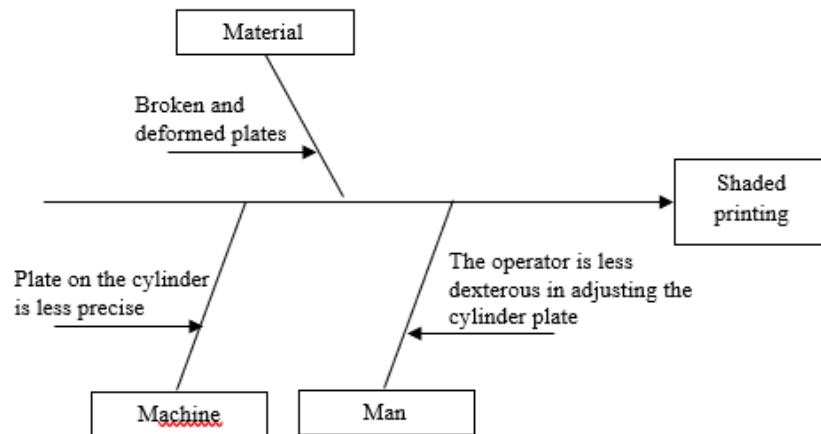 Material
Broken and
deformed plates
Shaded
printing
Plate on the cylinder
is less precise
The operator is less
dexterous in adjusting the
cylinder plate
Machine
Man